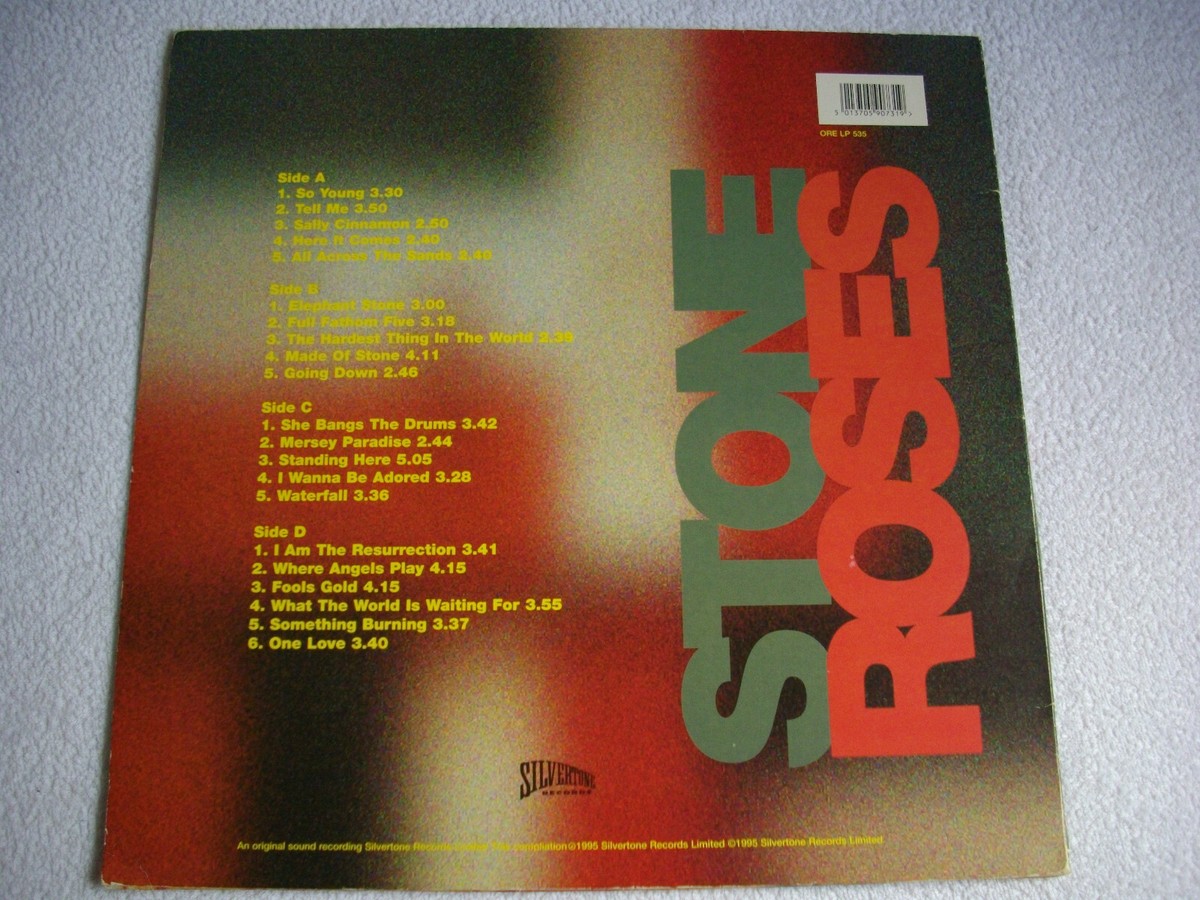 5 013705 907319 >
ORE LP 535
Side A
1. So Young 3.30
2. Tell Me 3.50
3. Sally Cinnamon 2.50
4. Here It Comes 2.40
5. All Across The Sands 2.40
Side B
1. Elephant Stone 3.00
2. Full Fathom Five 3.18
3. The Hardest Thing In The World 2.39
4. Made Of Stone 4.11
5. Going Down 2.46
Side C
1. She Bangs The Drums 3.42
2. Mersey Paradise 2.44
3. Standing Here 5.05
4. I Wanna Be Adored 3.28
5. Waterfall 3.36
Side D
1. I Am The Resurrection 3.41
2. Where Angels Play 4.15
3. Fools Gold 4.15
4. What The World Is Waiting For 3.55
5. Something Burning 3.37
6. One Love 3.40
STONE
ROSES
SILVERTONE
RECORDS
An original sound recording Silvertone Records compilation ℗1995 Silvertone Records Limited ©1995 Silvertone Records Limited